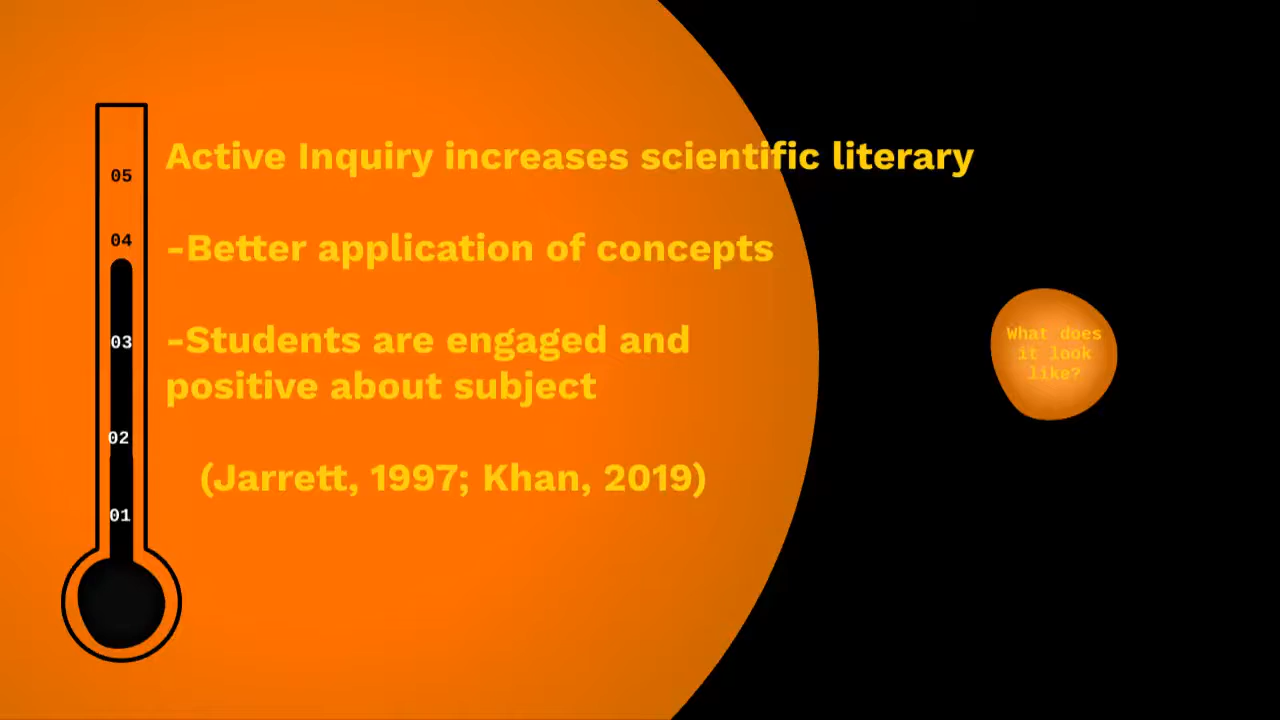 Active Inquiry increases scientific literary
-Better application of concepts
-Students are engaged and
positive about subject
(Jarrett, 1997; Khan, 2019)
05
04
03
02
01
What does
it look
like?